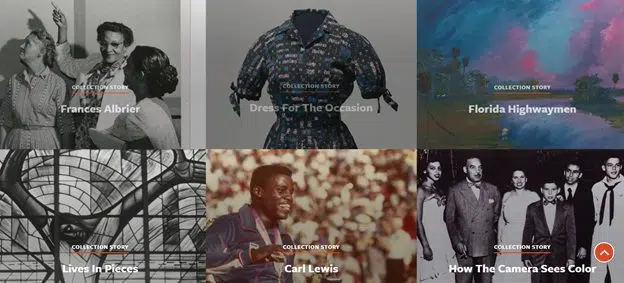 COLLECTION STORY
Frances Albrier
COLLECTION STORY
Dress For The Occasion
COLLECTION STORY
Florida Highwaymen
COLLECTION STORY
Lives In Pieces
COLLECTION STORY
Carl Lewis
COLLECTION STORY
How The Camera Sees Color